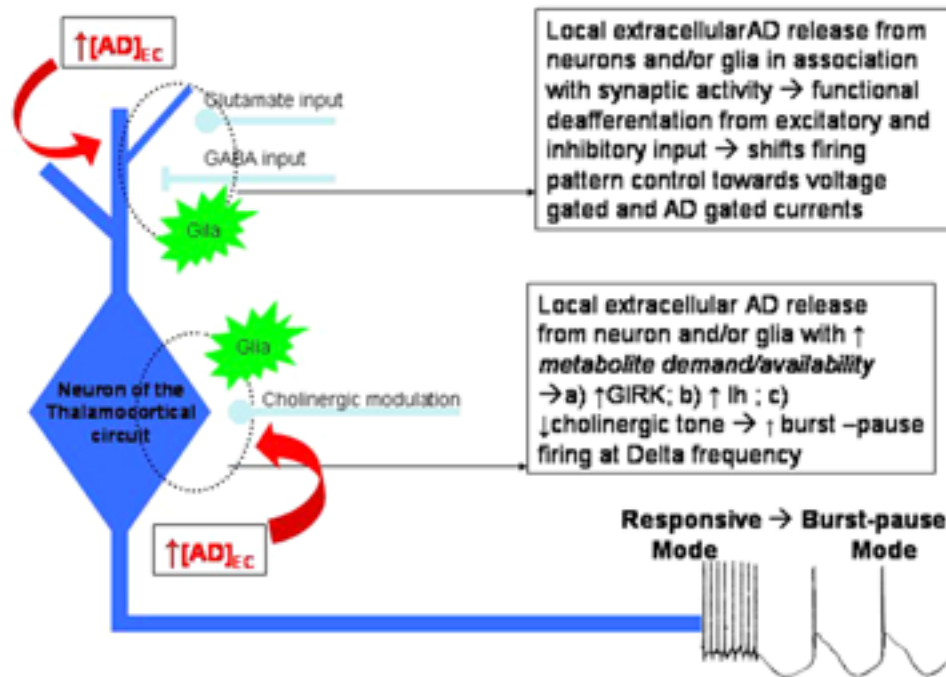 ↑[AD]EC
Local extracellularAD release from
neurons and/or glia in association
with synaptic activity → functional
deafferentation from excitatory and
inhibitory input → shifts firing
pattern control towards voltage
gated and AD gated currents
Glutamate input
GABA input
Glia
Local extracellular AD release
from neuron and/or glia with ↑
metabolite demand/availability
→a) ↑GIRK; b) ↑ Ih ; c)
↓cholinergic tone → ↑ burst –pause
firing at Delta frequency
Glia
Neuron of the
Thalamocortical
circuit
Cholinergic modulation
↑[AD]EC
Responsive → Burst-pause
Mode Mode